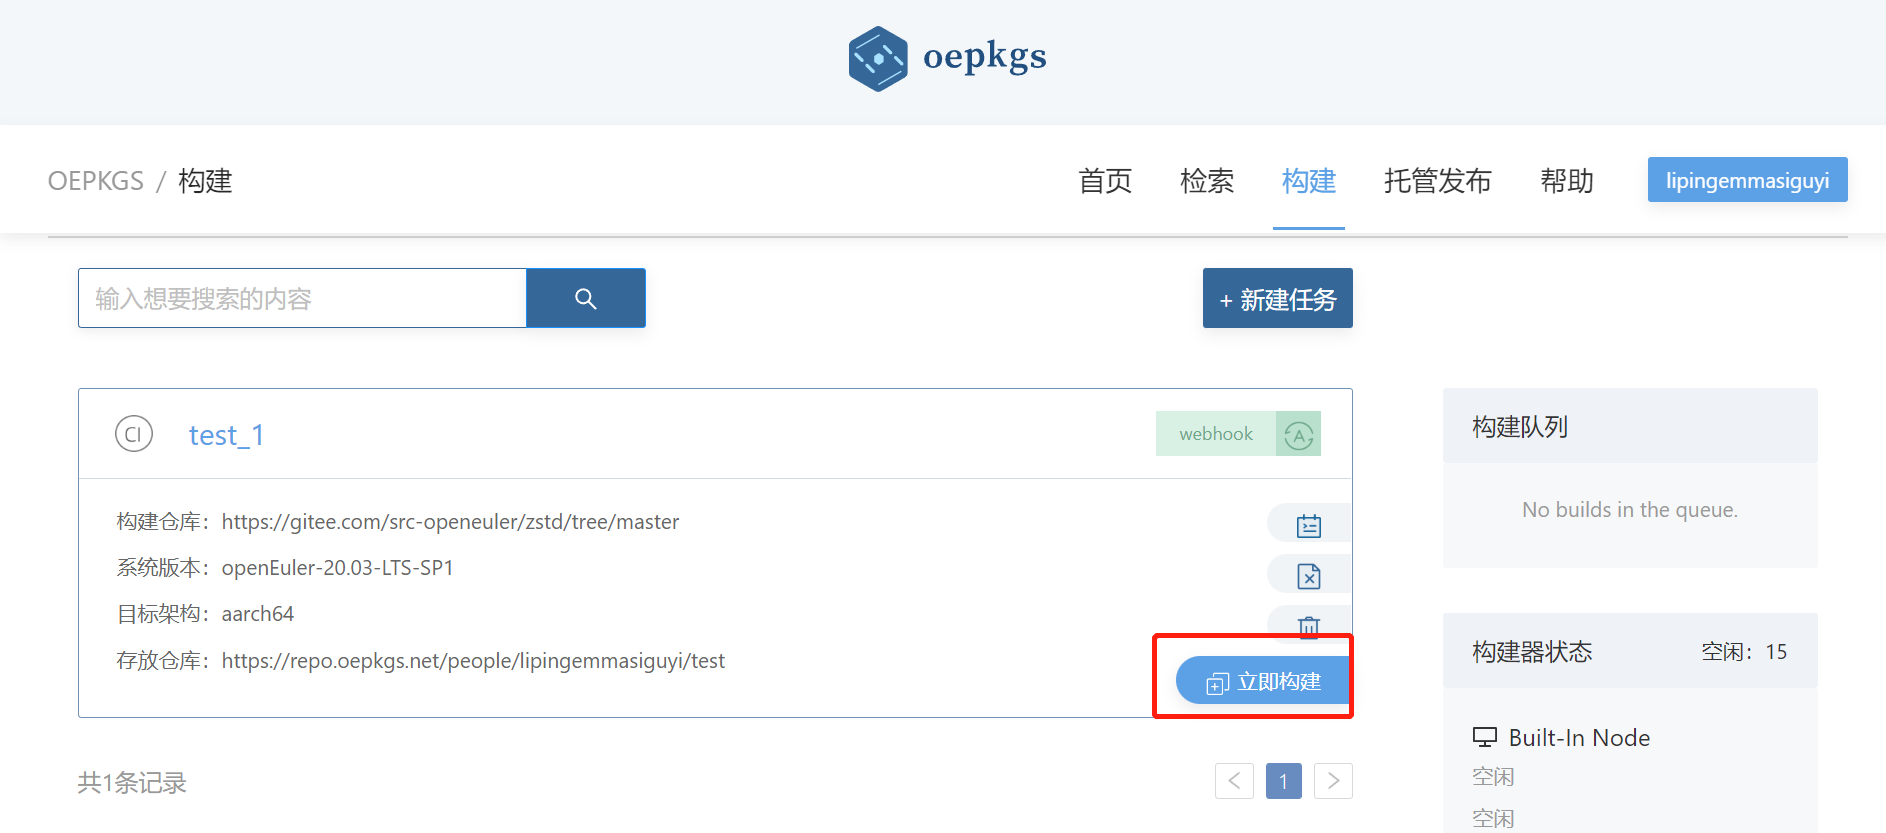 oepkgs
OEPKGS / 构建
首页 检索 构建 托管发布 帮助 lipingemmasiguyi
输入想要搜索的内容
+ 新建任务
CI test_1
webhook A
构建仓库：https://gitee.com/src-openeuler/zstd/tree/master
系统版本：openEuler-20.03-LTS-SP1
目标架构：aarch64
存放仓库：https://repo.oepkgs.net/people/lipingemmasiguyi/test
立即构建
共1条记录
< 1 >
构建队列
No builds in the queue.
构建器状态 空闲：15
Built-In Node
空闲
空闲